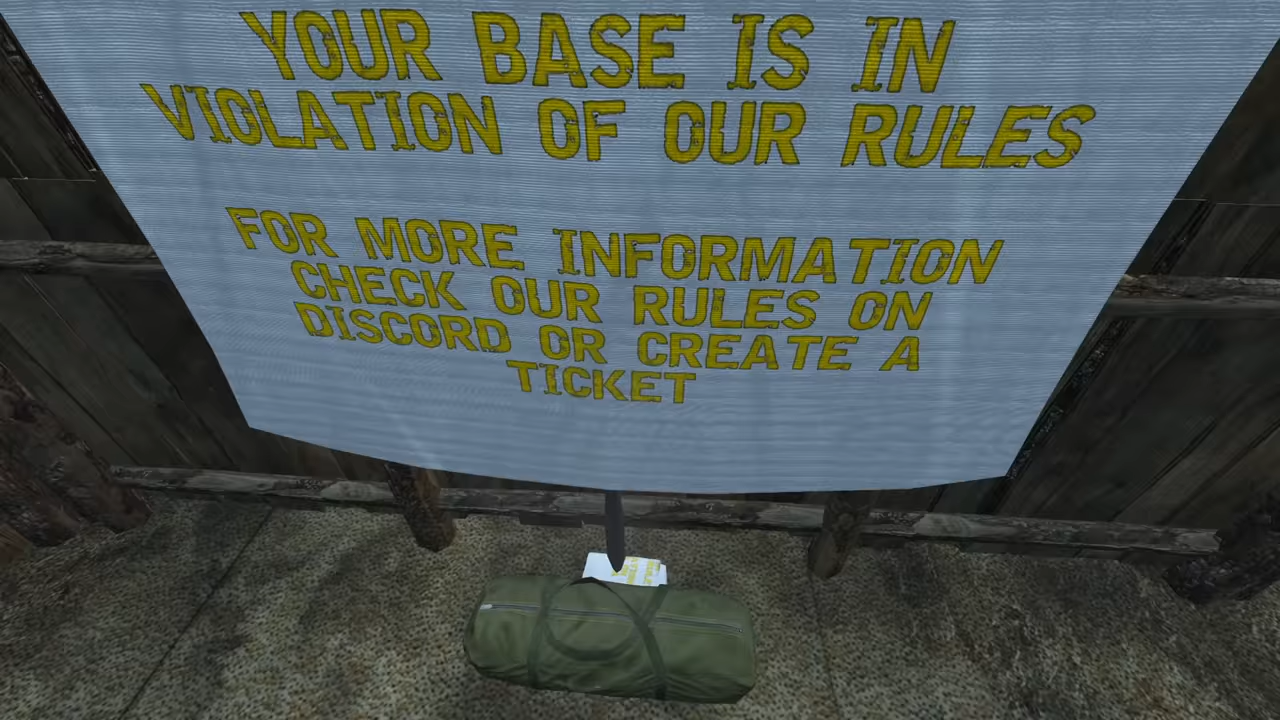 YOUR BASE IS IN
VIOLATION OF OUR RULES
FOR MORE INFORMATION
CHECK OUR RULES ON
DISCORD OR CREATE A
TICKET